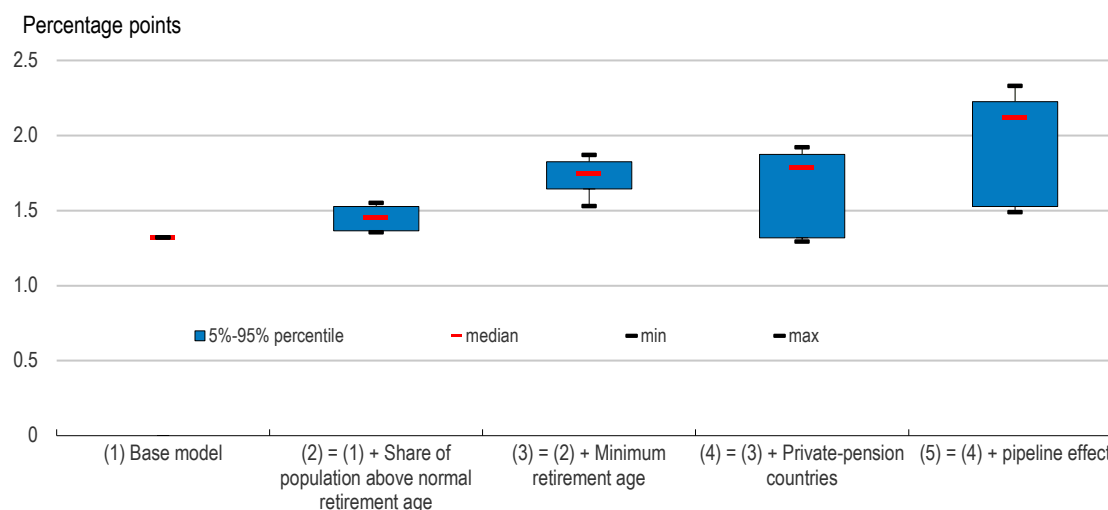 Percentage points
2.5
2.0
1.5
1.0
0.5
0
5%-95% percentile
median
min
max
(1) Base model
(2) = (1) + Share of
population above normal
retirement age
(3) = (2) + Minimum
retirement age
(4) = (3) + Private-pension
countries
(5) = (4) + pipeline effect